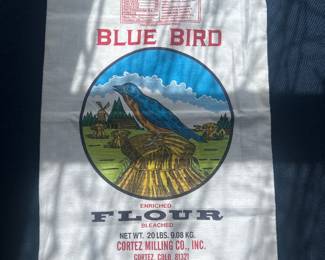 BLUE BIRD
ENRICHED
FLOUR
BLEACHED
NET WT. 20 LBS. 9.08 KG.
CORTEZ MILLING CO., INC.
CORTEZ, COLO. 81321